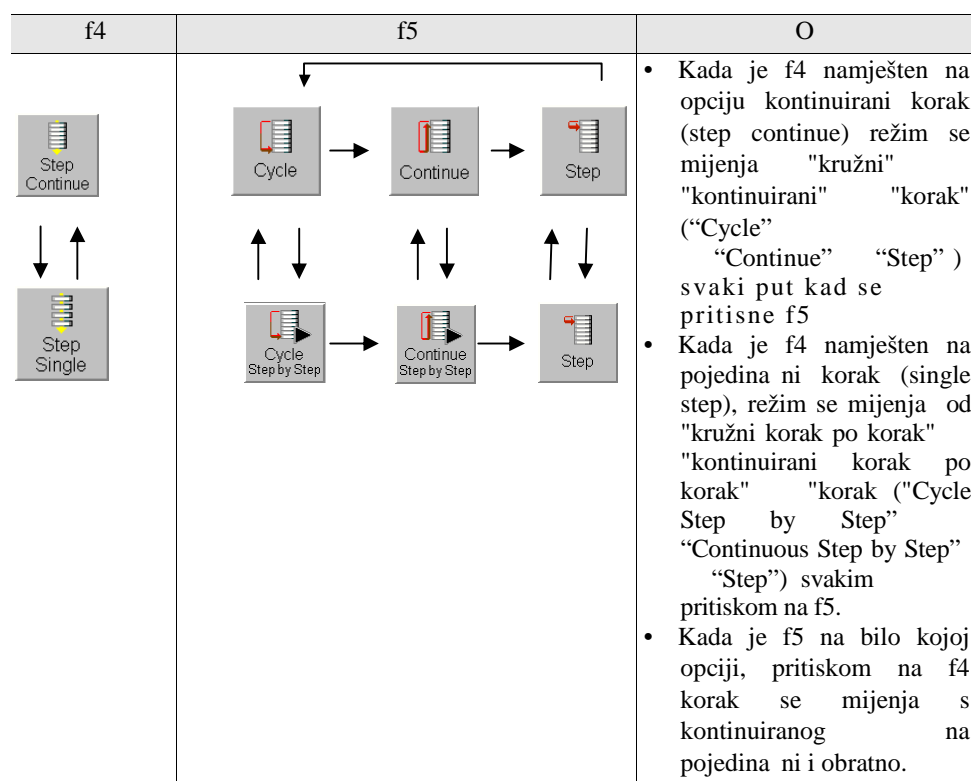 f4
f5
O
Step
Continue
Cycle
Continue
Step
Step
Single
Cycle
Step by Step
Continue
Step by Step
Step
• Kada je f4 namješten na
opciju kontinuirani korak
(step continue) režim se
mijenja "kružni"
"kontinuirani" "korak"
(“Cycle”
“Continue” “Step” )
svaki put kad se
pritisne f5
• Kada je f4 namješten na
pojedina ni korak (single
step), režim se mijenja od
"kružni korak po korak"
"kontinuirani korak po
korak" "korak ("Cycle
Step by Step”
“Continuous Step by Step”
“Step”) svakim
pritiskom na f5.
• Kada je f5 na bilo kojoj
opciji, pritiskom na f4
korak se mijenja s
kontinuiranog na
pojedina ni i obratno.